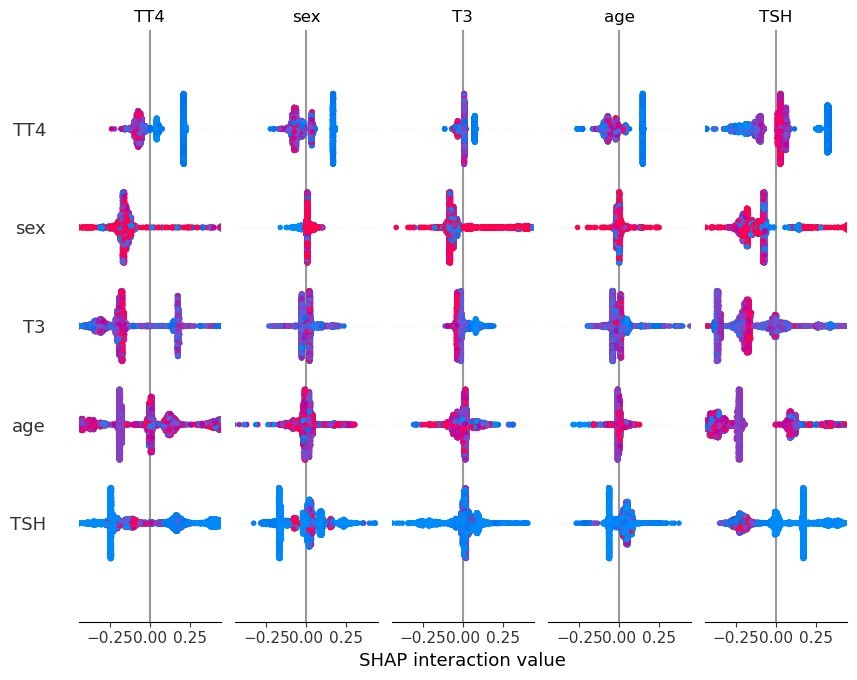 TT4 sex T3 age TSH
TT4
sex
T3
age
TSH
−0.250.00 0.25 −0.250.00 0.25 −0.250.00 0.25 −0.250.00 0.25 −0.250.00 0.25
SHAP interaction value